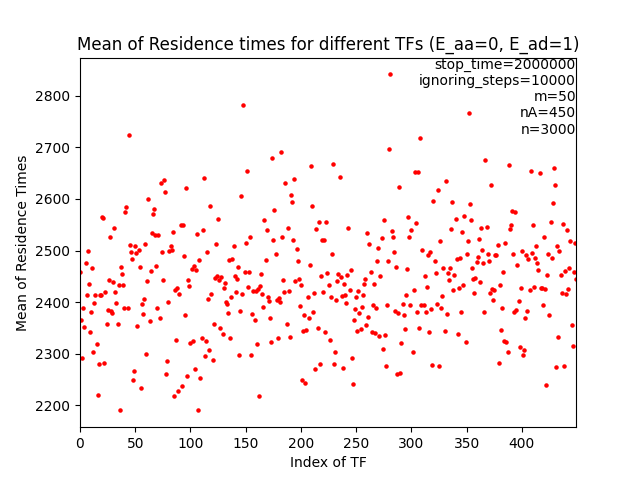 Mean of Residence times for different TFs (E_aa=0, E_ad=1)
stop_time=2000000
ignoring_steps=10000
m=50
nA=450
n=3000
Mean of Residence Times
2800
2700
2600
2500
2400
2300
2200
0 50 100 150 200 250 300 350 400
Index of TF